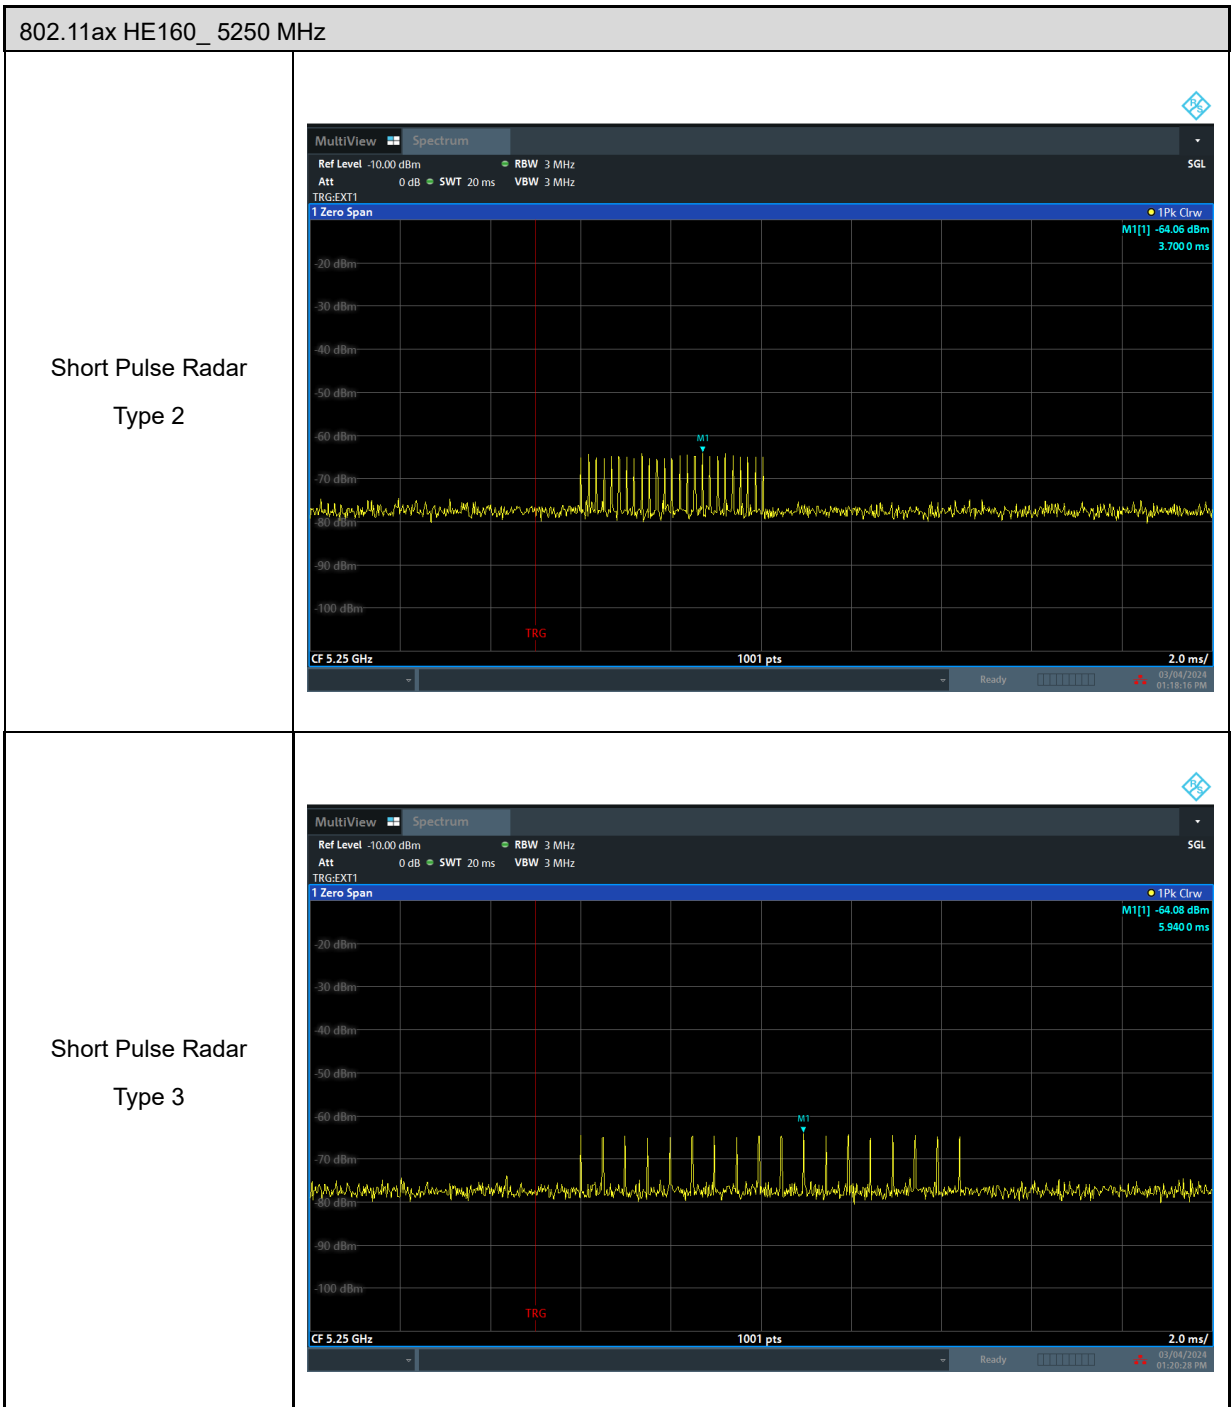 802.11ax HE160_ 5250 MHz
Short Pulse Radar
Type 2
R S
MultiView Spectrum
Ref Level -10.00 dBm RBW 3 MHz SGL
Att 0 dB SWT 20 ms VBW 3 MHz
TRG:EXT1
1 Zero Span 1Pk Clrw
M1[1] -64.06 dBm
3.700 0 ms
-20 dBm
-30 dBm
-40 dBm
-50 dBm
-60 dBm
M1
-70 dBm
-80 dBm
-90 dBm
-100 dBm
TRG
CF 5.25 GHz 1001 pts 2.0 ms/
Ready 03/04/2024
01:18:16 PM
Short Pulse Radar
Type 3
R S
MultiView Spectrum
Ref Level -10.00 dBm RBW 3 MHz SGL
Att 0 dB SWT 20 ms VBW 3 MHz
TRG:EXT1
1 Zero Span 1Pk Clrw
M1[1] -64.08 dBm
5.940 0 ms
-20 dBm
-30 dBm
-40 dBm
-50 dBm
-60 dBm
M1
-70 dBm
-80 dBm
-90 dBm
-100 dBm
TRG
CF 5.25 GHz 1001 pts 2.0 ms/
Ready 03/04/2024
01:20:28 PM